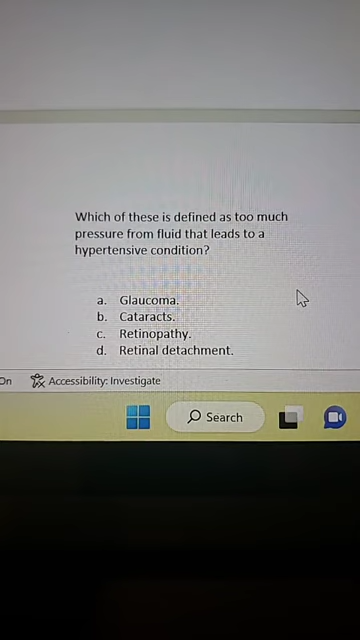 Which of these is defined as too much
pressure from fluid that leads to a
hypertensive condition?
a. Glaucoma.
b. Cataracts.
c. Retinopathy.
d. Retinal detachment.
On Accessibility: Investigate
Search